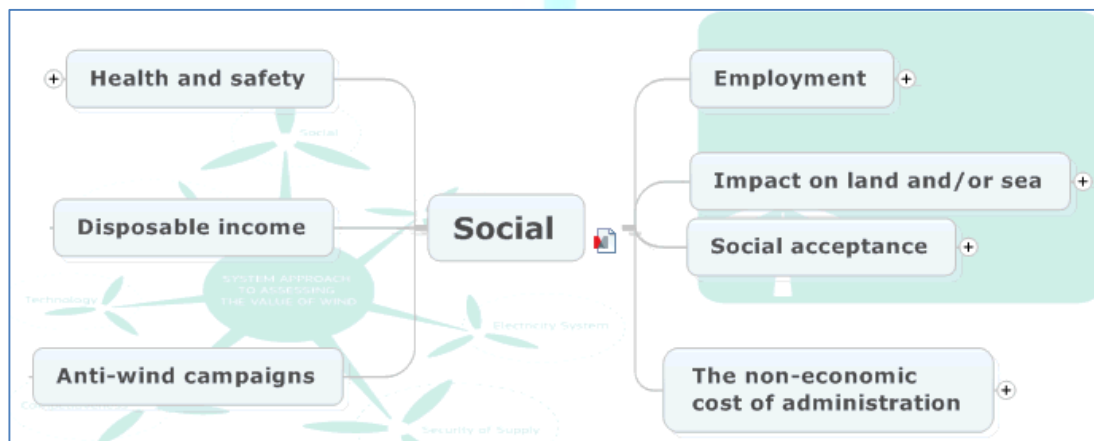 Health and safety
Employment
Social
Impact on land and/or sea
Disposable income
Social
Social acceptance
SYSTEM APPROACH
TO ASSESSING
THE VALUE OF WIND
Technology
Electricity System
Anti-wind campaigns
The non-economic
cost of administration
Security of Supply